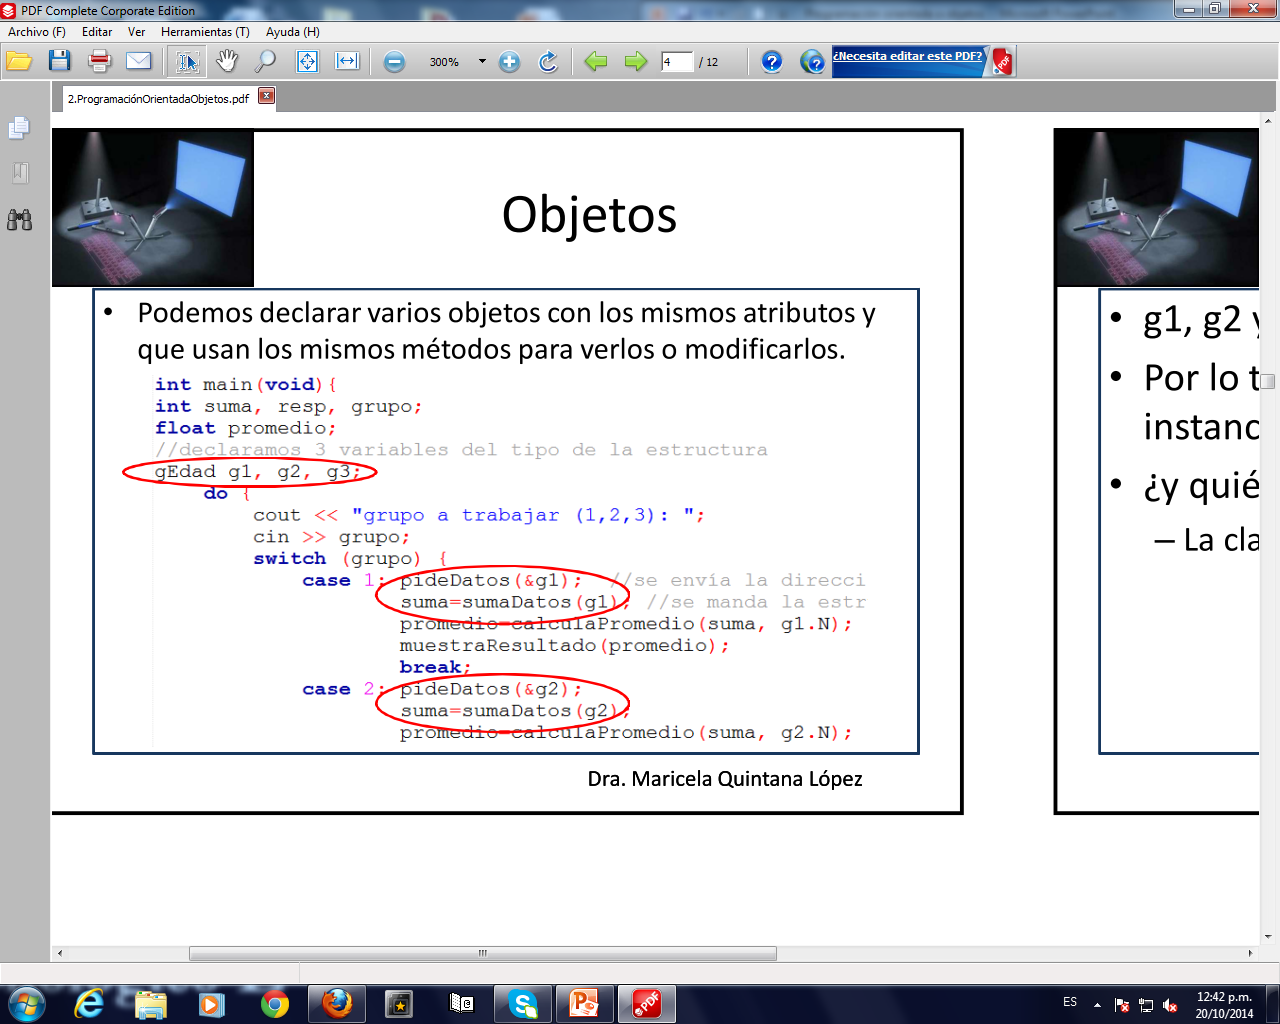 PDF Complete Corporate Edition
Archivo (F) Editar Ver Herramientas (T) Ayuda (H)
300% 4 / 12 ¿Necesita editar este PDF?
2.ProgramaciónOrientadaObjetos.pdf
Objetos
• Podemos declarar varios objetos con los mismos atributos y
que usan los mismos métodos para verlos o modificarlos.
int main(void){
int suma, resp, grupo;
float promedio;
//declaramos 3 variables del tipo de la estructura
gEdad g1, g2, g3;
do {
cout << "grupo a trabajar (1,2,3): ";
cin >> grupo;
switch (grupo) {
case 1: pideDatos(&g1); //se envía la direcci
suma=sumaDatos(g1); //se manda la estr
promedio=calculaPromedio(suma, g1.N);
muestraResultado(promedio);
break;
case 2: pideDatos(&g2);
suma=sumaDatos(g2);
promedio=calculaPromedio(suma, g2.N);
Dra. Maricela Quintana López
• g1, g2 y
• Por lo t
instanc
• ¿y quié
– La cla
ES
12:42 p.m.
20/10/2014